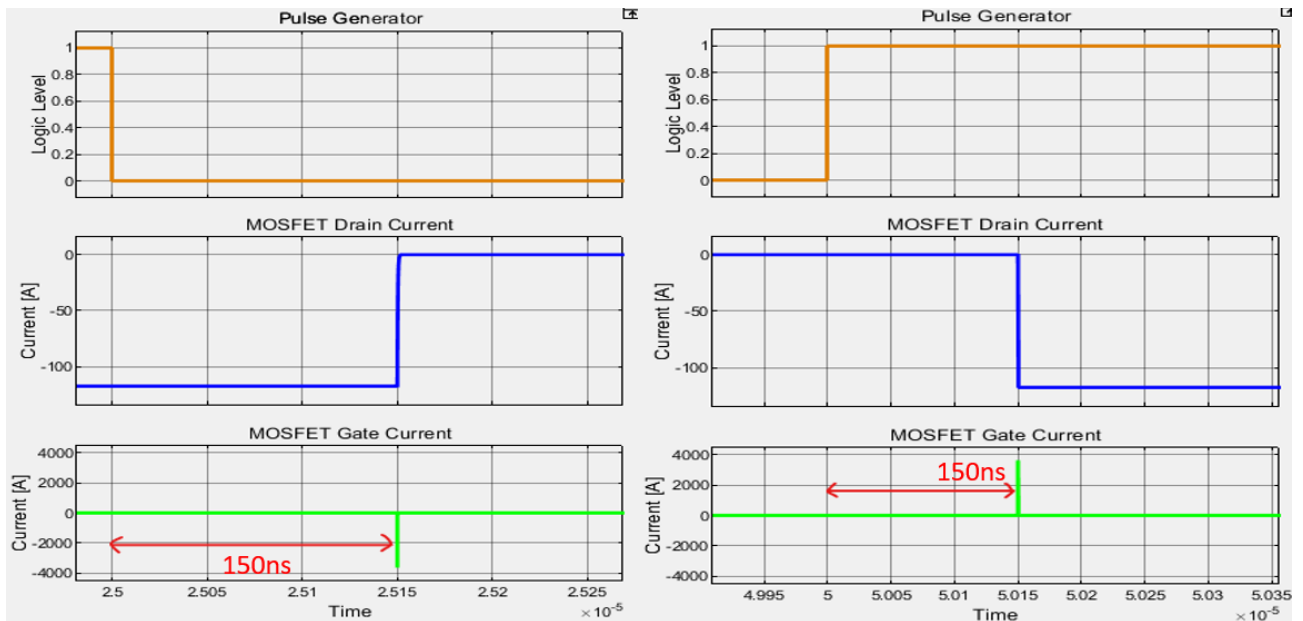 Pulse Generator
1
0.8
0.6
0.4
0.2
0
Logic Level
MOSFET Drain Current
0
-50
-100
Current [A]
MOSFET Gate Current
4000
2000
0
-2000
-4000
Current [A]
150ns
2.5 2.505 2.51 2.515 2.52 2.525
Time
×10-5
Pulse Generator
1
0.8
0.6
0.4
0.2
0
Logic Level
MOSFET Drain Current
0
-50
-100
Current [A]
MOSFET Gate Current
4000
2000
0
-2000
-4000
Current [A]
150ns
4.995 5 5.005 5.01 5.015 5.02 5.025 5.03 5.035
Time
×10-5